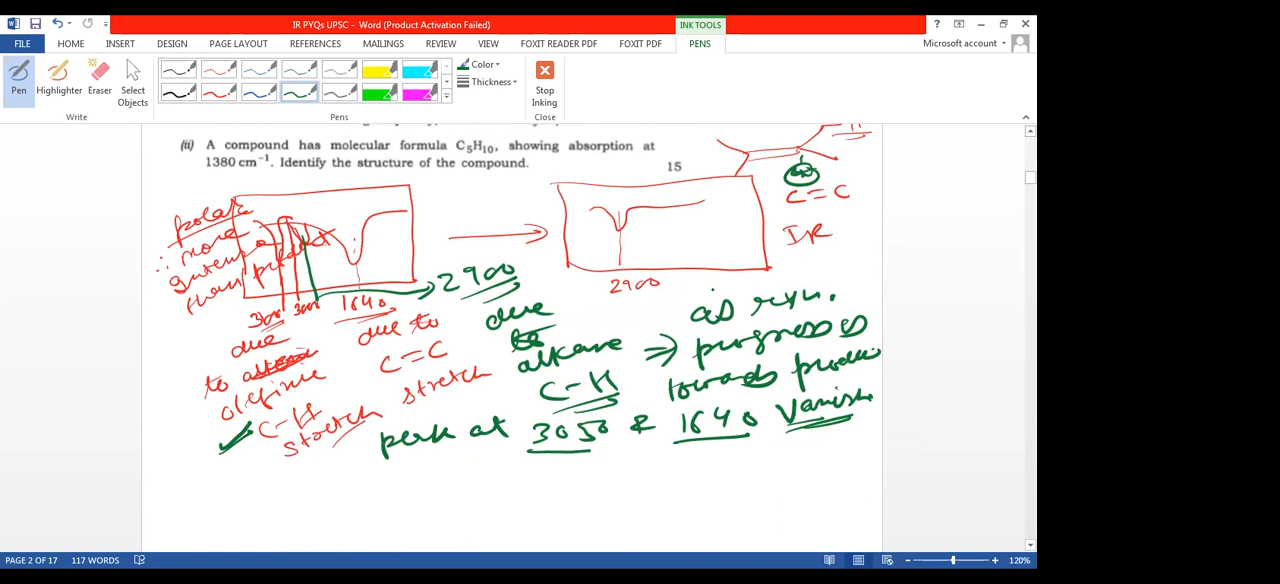 IR PYQs UPSC - Word (Product Activation Failed)
INK TOOLS
FILE HOME INSERT DESIGN PAGE LAYOUT REFERENCES MAILINGS REVIEW VIEW FOXIT READER PDF FOXIT PDF PENS Microsoft account
Pen Highlighter Eraser Select Objects
Color
Thickness
Stop Inking
Write Pens Close
(ii) A compound has molecular formula C₅H₁₀, showing absorption at
1380 cm⁻¹. Identify the structure of the compound. 15
H
C=C
IR
polar
∴ more
than product
3000
1640
2900
2900
due
to
olefinic
C-H
stretch
due to
C=C
stretch
due
to
alkane
C-H
⇒ as rxn.
progresses
towards product
peak at 3050 & 1640 vanish
PAGE 2 OF 17 117 WORDS 120%